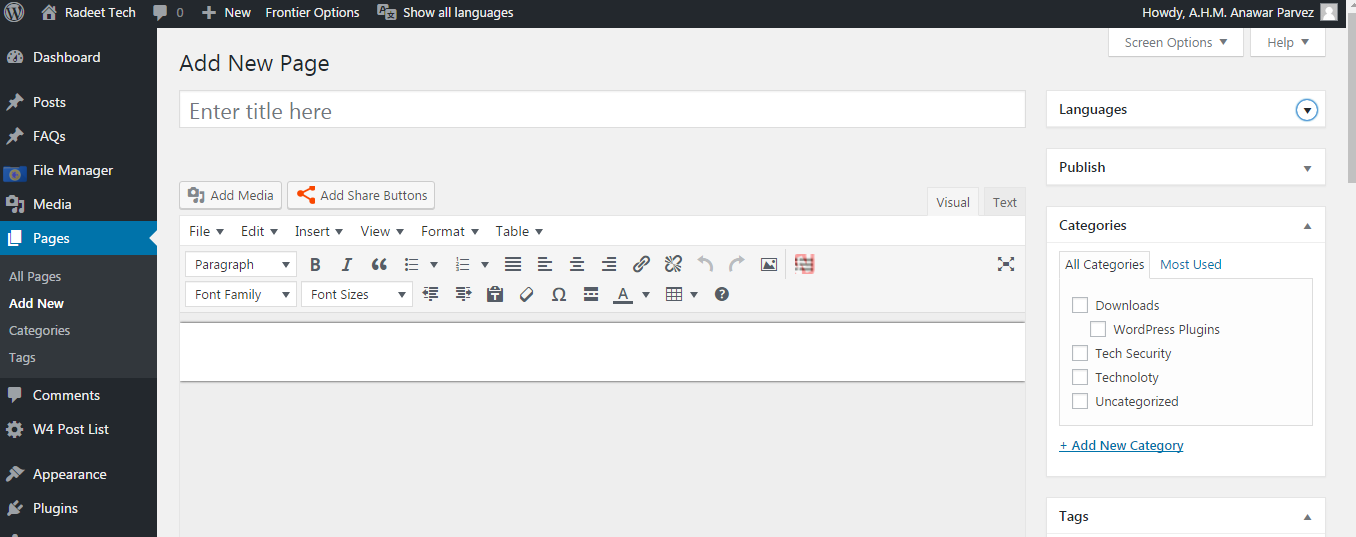 Radeet Tech 0 New Frontier Options Show all languages Howdy, A.H.M. Anawar Parvez
Screen Options Help
Dashboard
Posts
FAQs
File Manager
Media
Pages
All Pages
Add New
Categories
Tags
Comments
W4 Post List
Appearance
Plugins
Add New Page
Enter title here
Add Media Add Share Buttons
Visual Text
File Edit Insert View Format Table
Paragraph B I
Font Family Font Sizes A
Languages
Publish
Categories
All Categories Most Used
Downloads
WordPress Plugins
Tech Security
Technoloty
Uncategorized
+ Add New Category
Tags